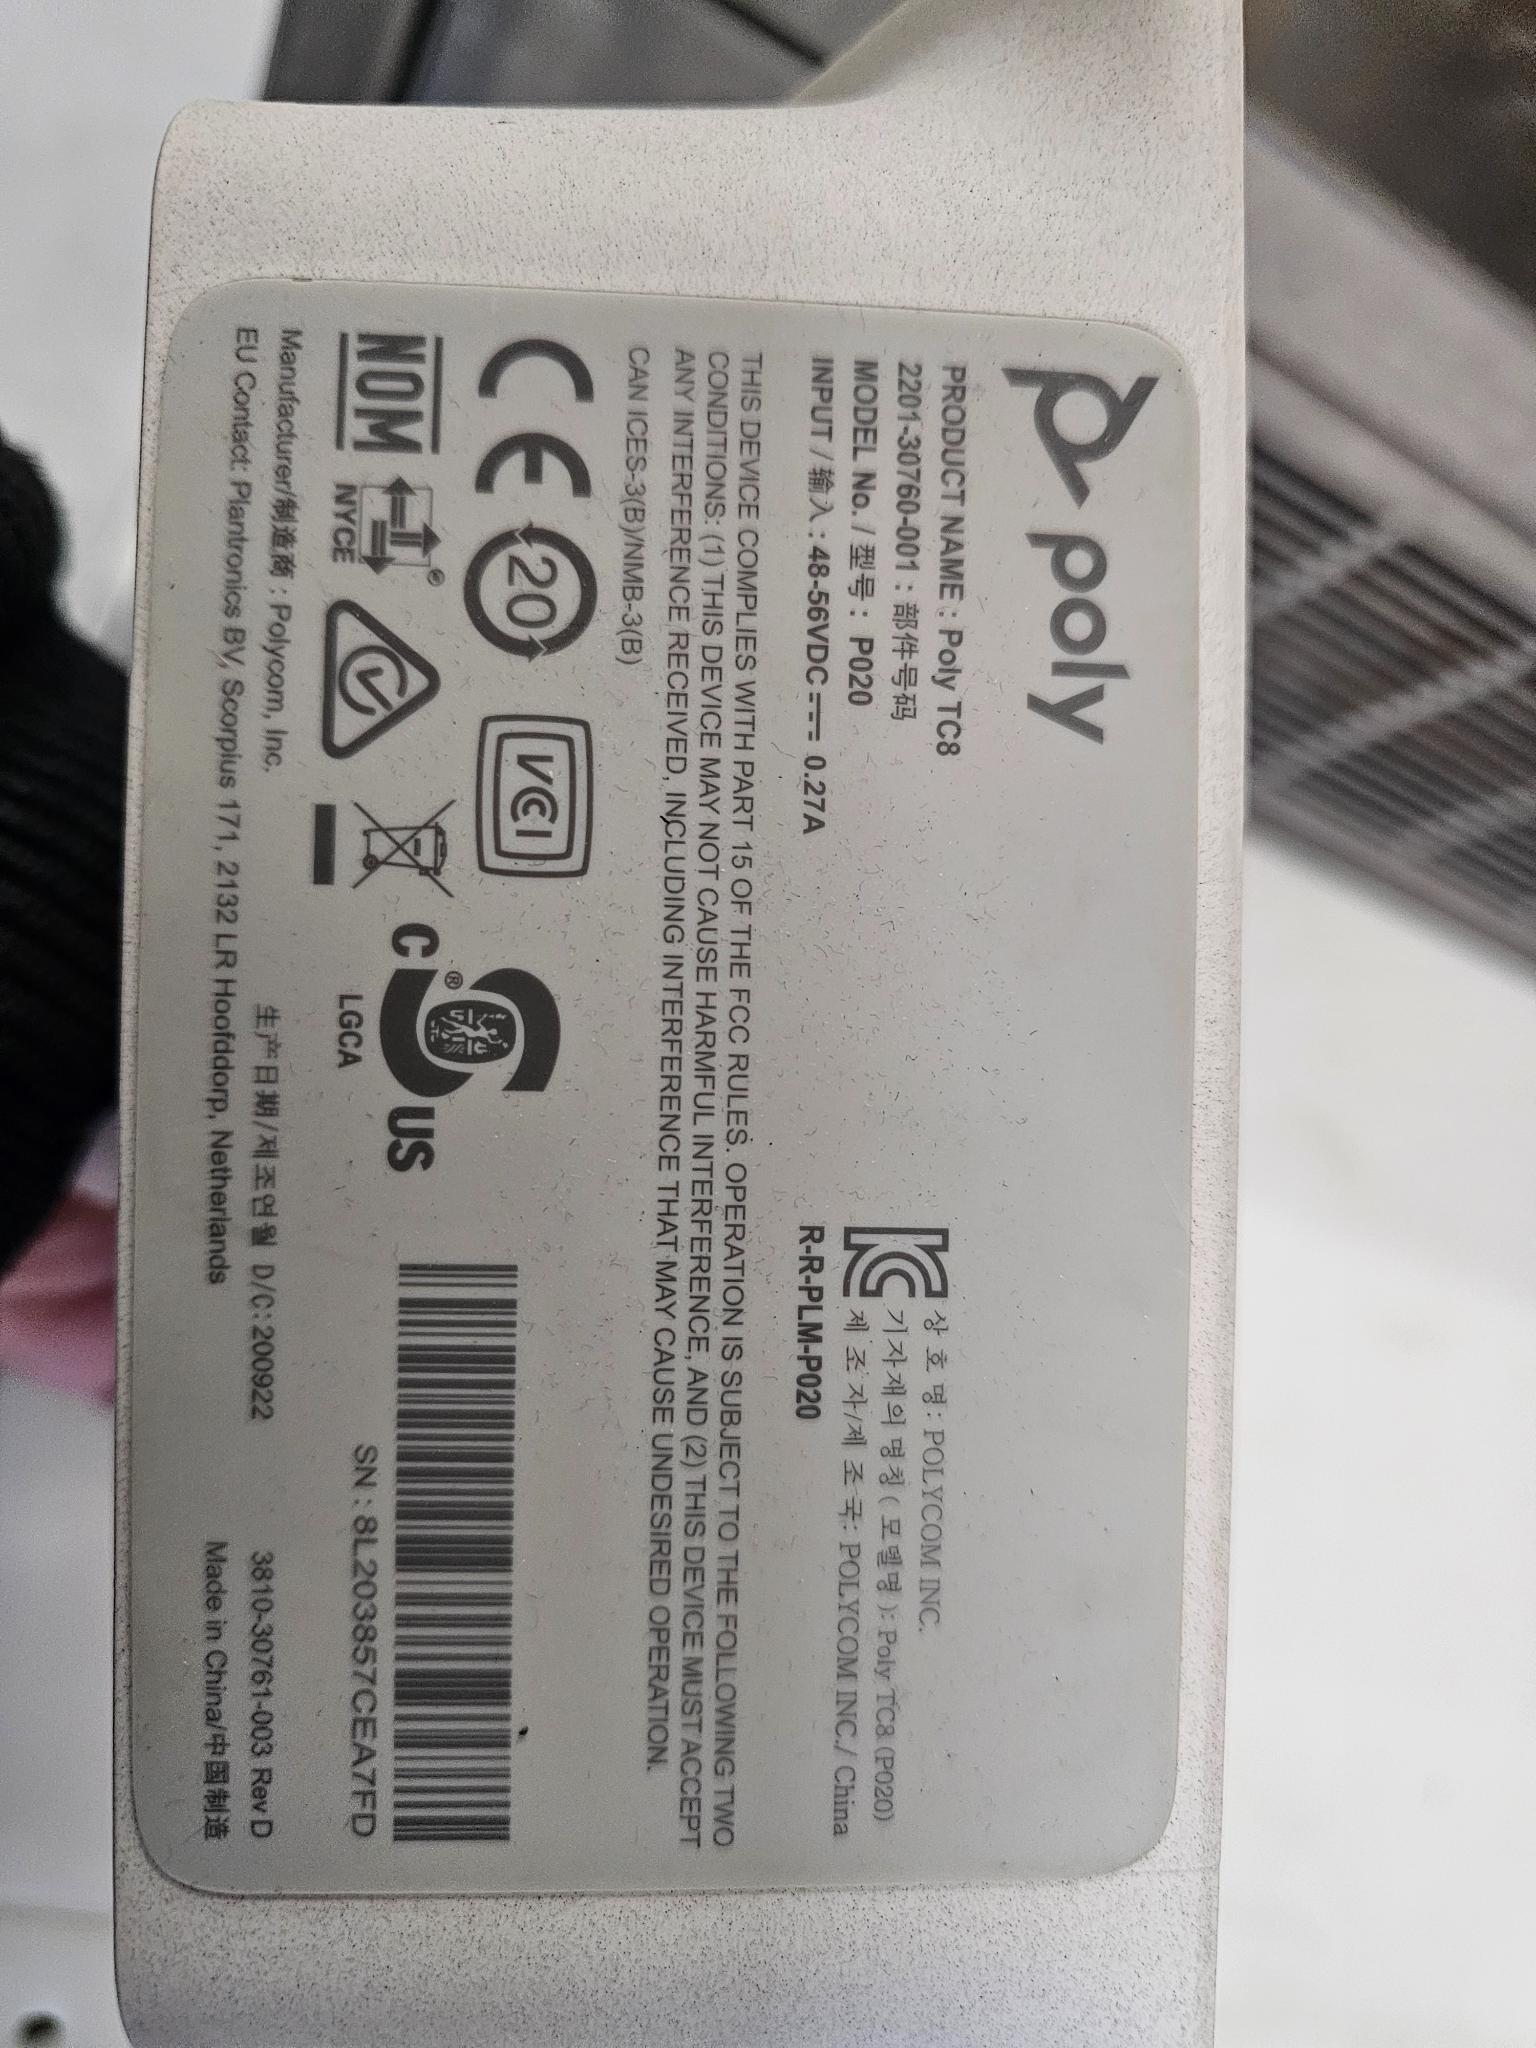 poly
PRODUCT NAME : Poly TC8
2201-30760-001 : 部件号码
MODEL No. / 型号 : P020
INPUT / 输入 : 48-56VDC 0.27A
상 호 명 : POLYCOM INC.
기자재의 명칭 ( 모델명 ): Poly TC8 (P020)
제 조 자/제 조 국: POLYCOM INC./ China
R-R-PLM-P020
THIS DEVICE COMPLIES WITH PART 15 OF THE FCC RULES. OPERATION IS SUBJECT TO THE FOLLOWING TWO
CONDITIONS: (1) THIS DEVICE MAY NOT CAUSE HARMFUL INTERFERENCE, AND (2) THIS DEVICE MUST ACCEPT
ANY INTERFERENCE RECEIVED, INCLUDING INTERFERENCE THAT MAY CAUSE UNDESIRED OPERATION.
CAN ICES-3(B)/NMB-3(B)
CE 20 VCI
NOM NYCE ® C ® US
LGCA
SN : 8L203857CEA7FD
Manufacturer/制造商 : Polycom, Inc.
生产日期/제조연월 D/C:200922
3810-30761-003 Rev D
EU Contact: Plantronics BV, Scorpius 171, 2132 LR Hoofddorp, Netherlands
Made in China/中国制造